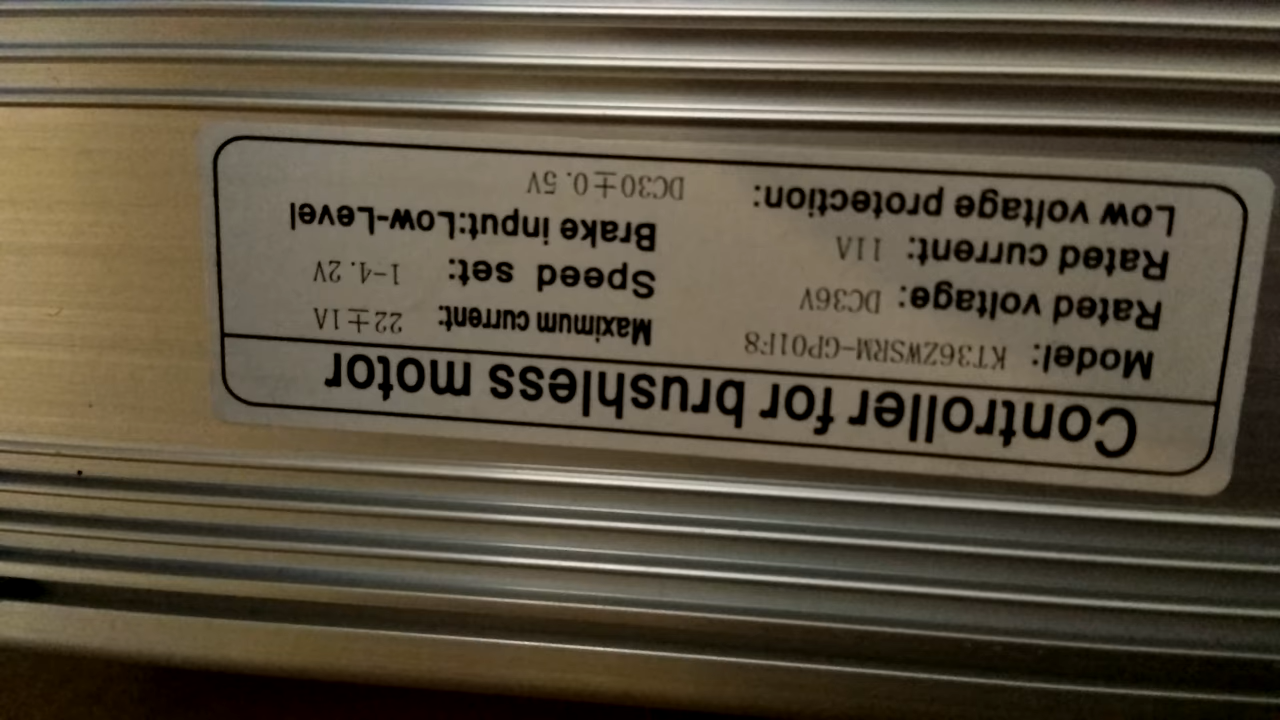 Controller for brushless motor
Model: KT36ZWSRM-GP01F8 Maximum current: 22±1A
Rated voltage: DC36V Speed set: 1-4.2V
Rated current: 11A Brake input:Low-Level
Low voltage protection: DC30±0.5V